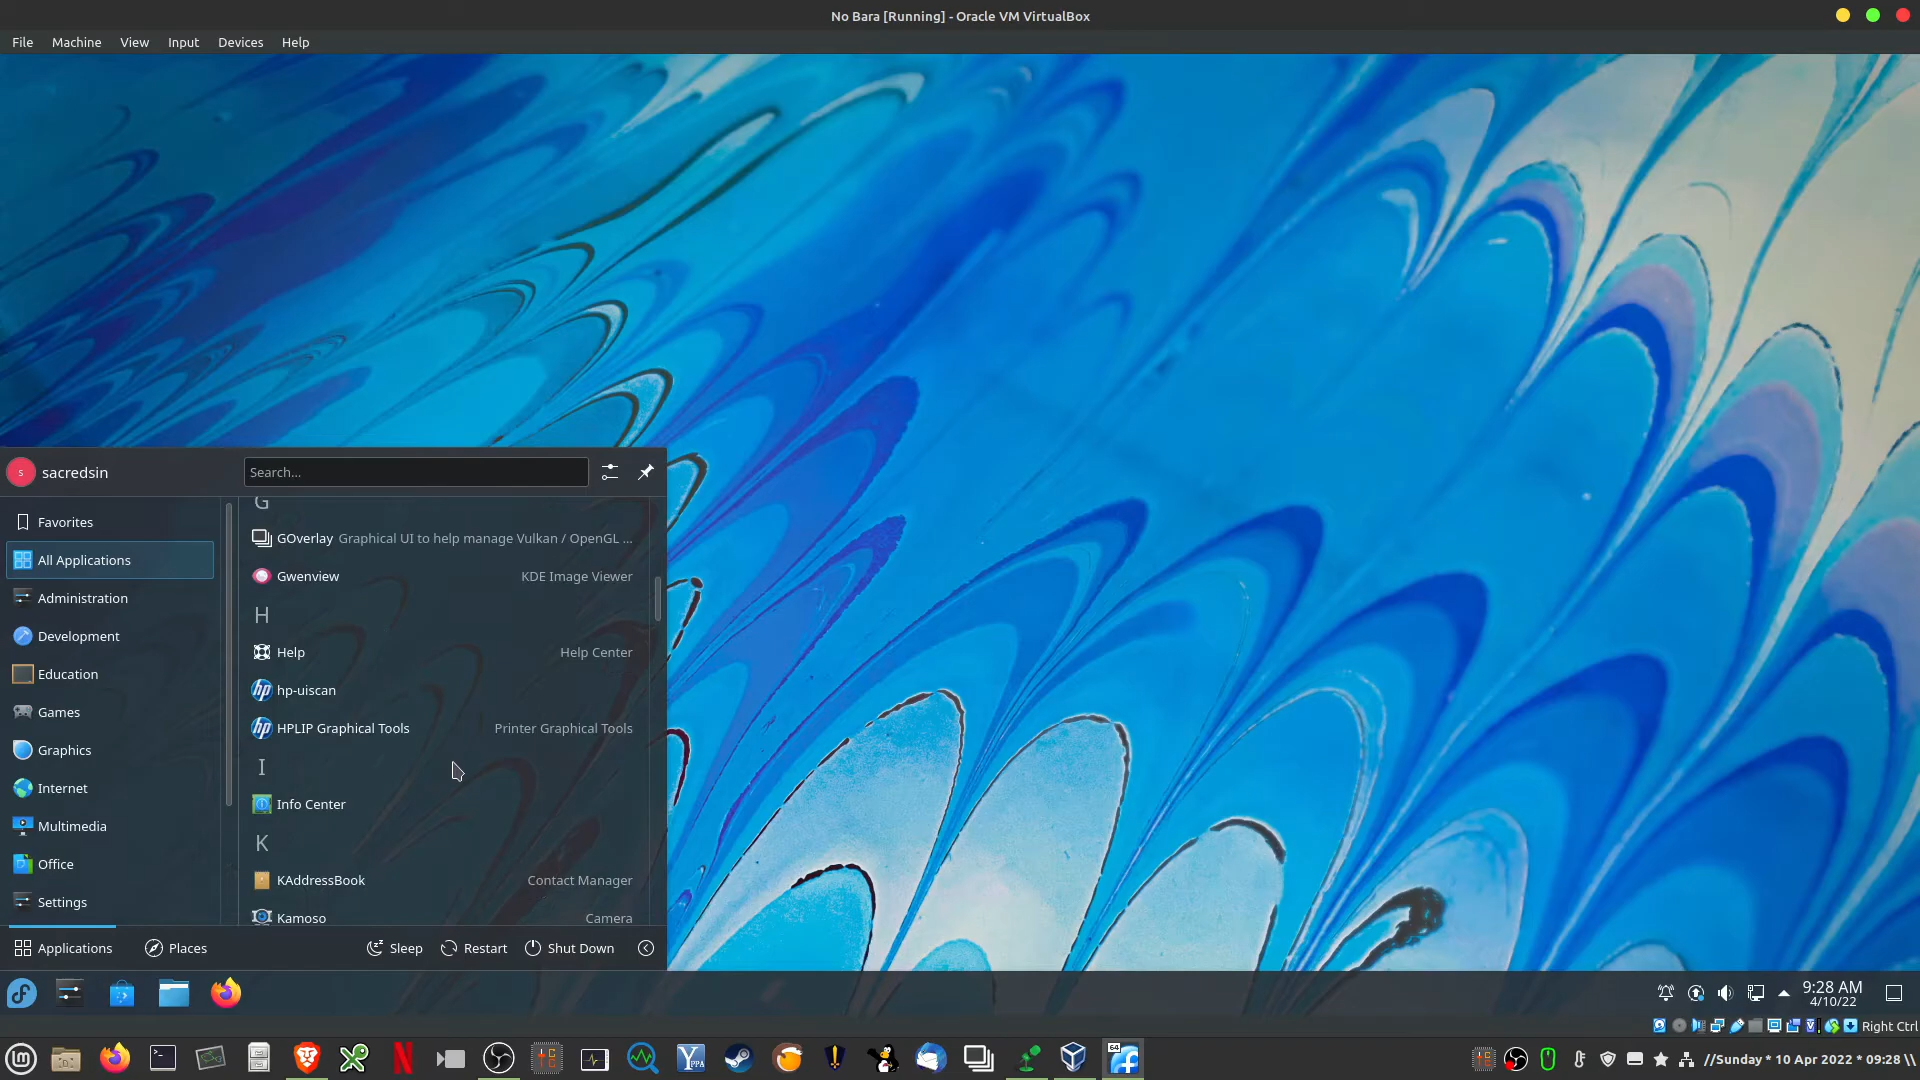 No Bara [Running] - Oracle VM VirtualBox
File Machine View Input Devices Help
sacredsin
Search...
Favorites
All Applications
Administration
Development
Education
Games
Graphics
Internet
Multimedia
Office
Settings
G
GOverlay Graphical UI to help manage Vulkan / OpenGL ...
Gwenview KDE Image Viewer
H
Help Help Center
hp-uiscan
HPLIP Graphical Tools Printer Graphical Tools
I
Info Center
K
KAddressBook Contact Manager
Kamoso Camera
Applications Places Sleep Restart Shut Down
9:28 AM
4/10/22
Right Ctrl
//Sunday * 10 Apr 2022 * 09:28 \\